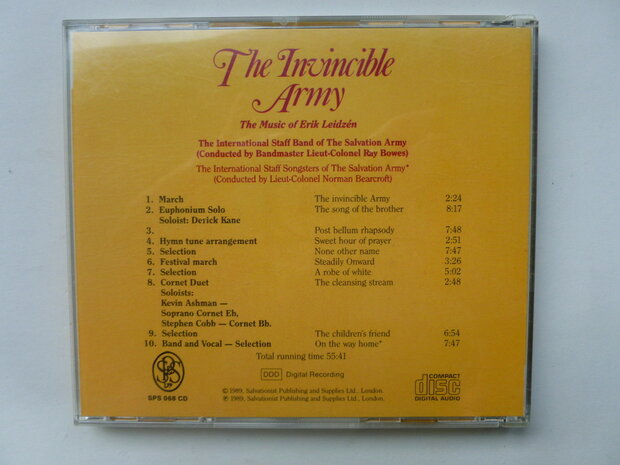 The Invincible
Army
The Music of Erik Leidzén
The International Staff Band of The Salvation Army
(Conducted by Bandmaster Lieut-Colonel Ray Bowes)
The International Staff Songsters of The Salvation Army*
(Conducted by Lieut-Colonel Norman Bearcroft)
1. March The invincible Army 2:24
2. Euphonium Solo The song of the brother 8:17
Soloist: Derick Kane
3. Post bellum rhapsody 7:48
4. Hymn tune arrangement Sweet hour of prayer 2:51
5. Selection None other name 7:47
6. Festival march Steadily Onward 3:26
7. Selection A robe of white 5:02
8. Cornet Duet The cleansing stream 2:48
Soloists:
Kevin Ashman —
Soprano Cornet Eb,
Stephen Cobb — Cornet Bb.
9. Selection The children's friend 6:54
10. Band and Vocal — Selection On the way home* 7:47
Total running time 55:41
DDD Digital Recording
SPS 068 CD
© 1989, Salvationist Publishing and Supplies Ltd., London.
℗ 1989, Salvationist Publishing and Supplies Ltd., London.
COMPACT
disc
DIGITAL AUDIO